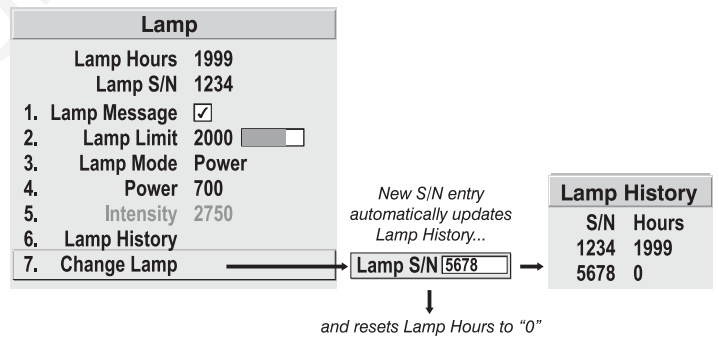 Lamp
Lamp Hours 1999
Lamp S/N 1234
1. Lamp Message
2. Lamp Limit 2000
3. Lamp Mode Power
4. Power 700
5. Intensity 2750
6. Lamp History
7. Change Lamp
New S/N entry
automatically updates
Lamp History...
Lamp S/N 5678
and resets Lamp Hours to “0”
Lamp History
S/N Hours
1234 1999
5678 0